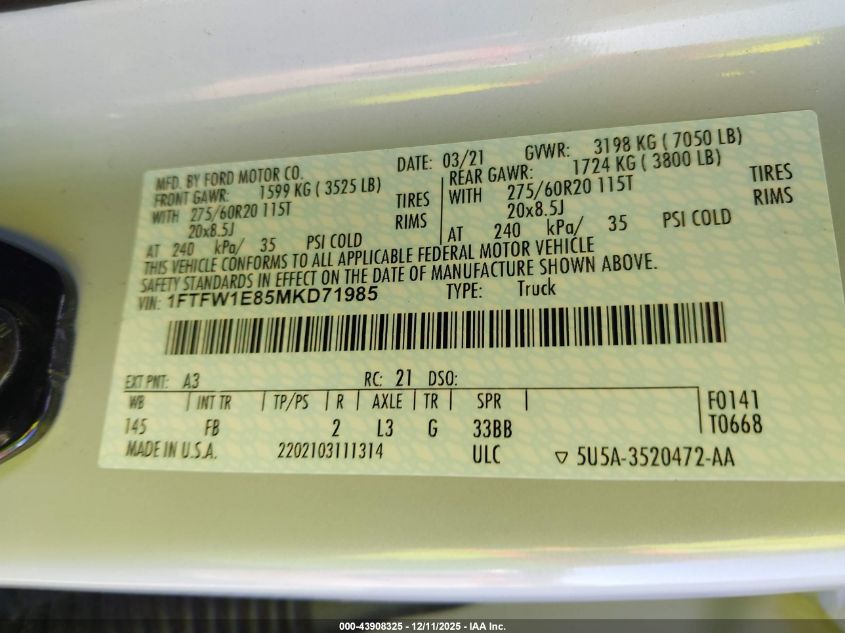 MFD. BY FORD MOTOR CO. DATE: 03/21 GVWR: 3198 KG ( 7050 LB)
FRONT GAWR: 1599 KG ( 3525 LB) REAR GAWR: 1724 KG ( 3800 LB)
WITH 275/60R20 115T TIRES WITH 275/60R20 115T TIRES
20x8.5J RIMS 20x8.5J RIMS
AT 240 kPa/ 35 PSI COLD AT 240 kPa/ 35 PSI COLD
THIS VEHICLE CONFORMS TO ALL APPLICABLE FEDERAL MOTOR VEHICLE
SAFETY STANDARDS IN EFFECT ON THE DATE OF MANUFACTURE SHOWN ABOVE.
VIN: 1FTFW1E85MKD71985 TYPE: Truck
EXT PNT: A3 RC: 21 DSO:
WB INT TR TP/PS R AXLE TR SPR F0141
145 FB 2 L3 G 33BB T0668
MADE IN U.S.A. 2202103111314 ULC ▽ 5U5A-3520472-AA
000-43908325 - 12/11/2025 - IAA Inc.